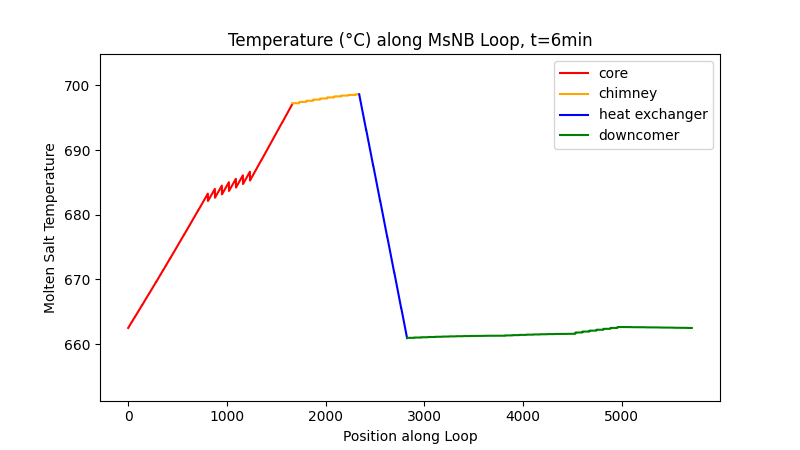 Temperature (°C) along MsNB Loop, t=6min
core
chimney
heat exchanger
downcomer
Molten Salt Temperature
700
690
680
670
660
0 1000 2000 3000 4000 5000
Position along Loop